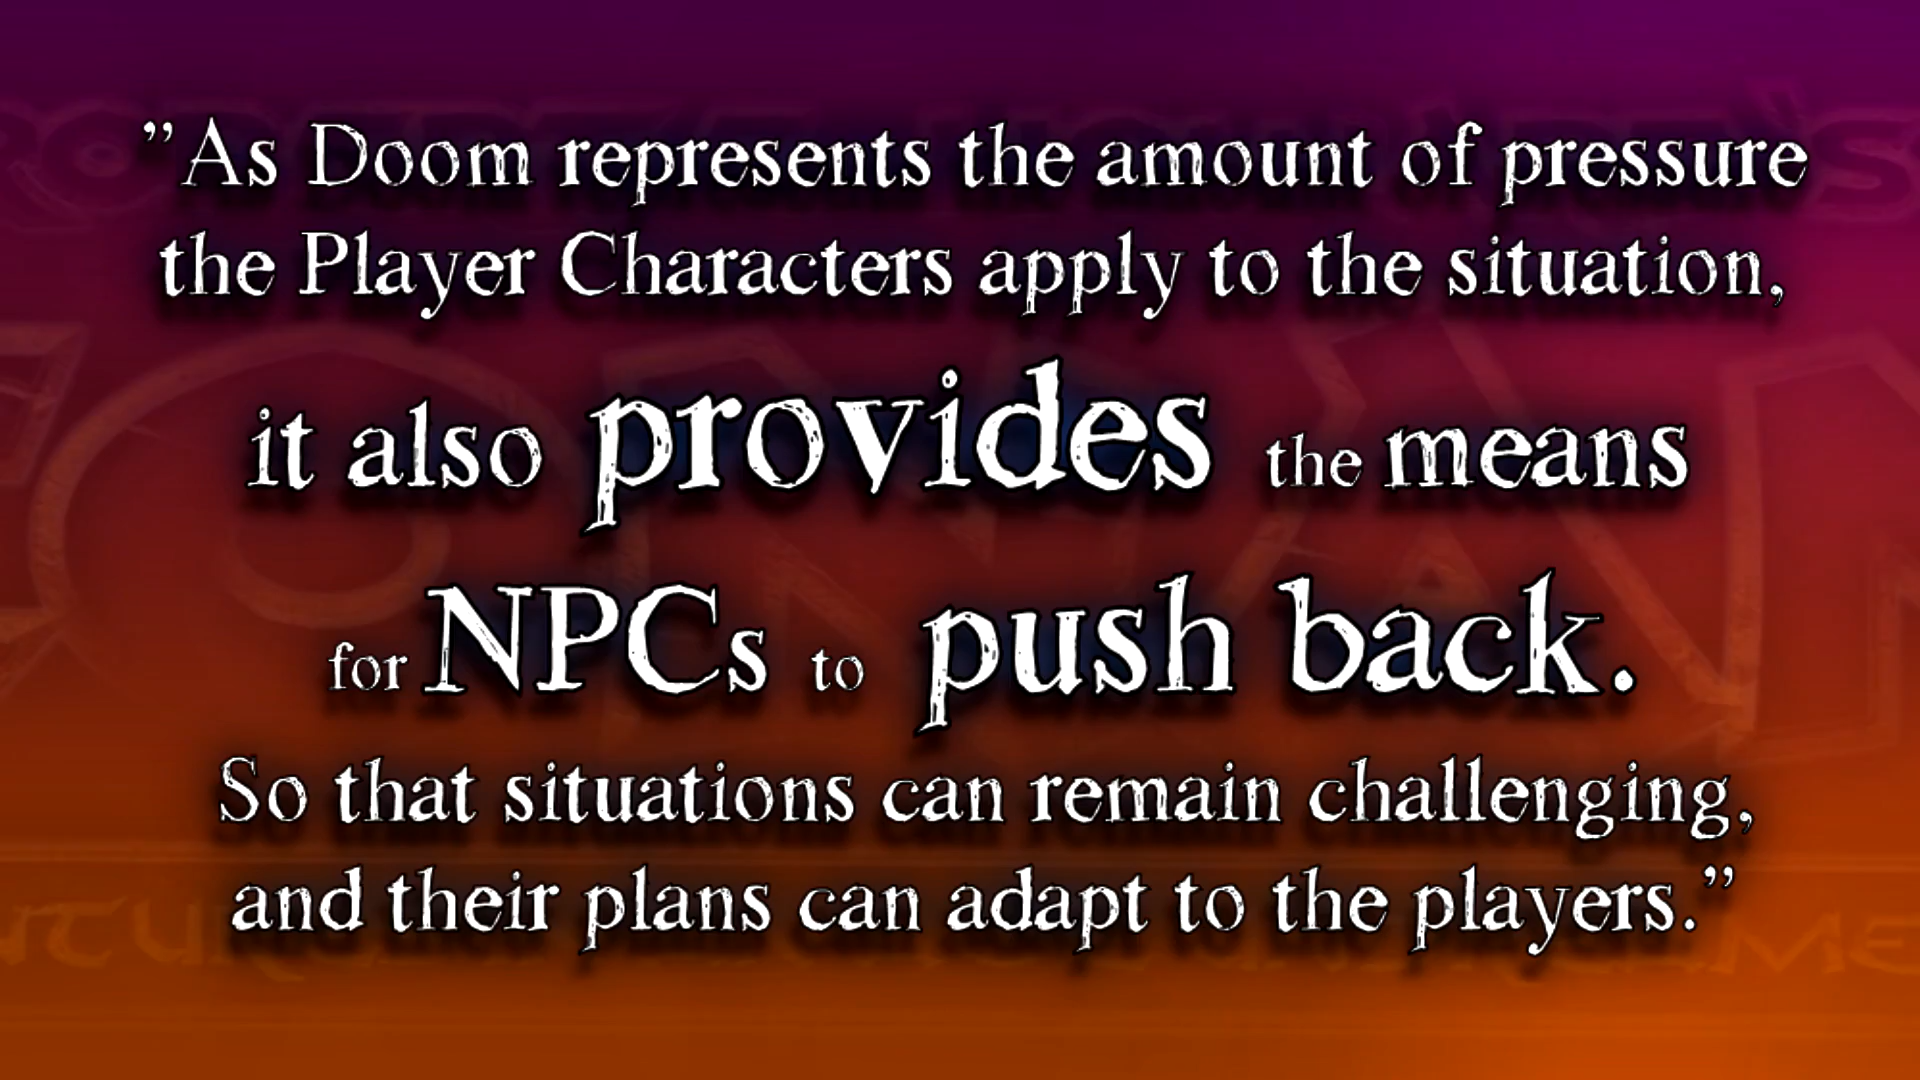 ”As Doom represents the amount of pressure
the Player Characters apply to the situation,
it also provides the means
for NPCs to push back.
So that situations can remain challenging,
and their plans can adapt to the players.”